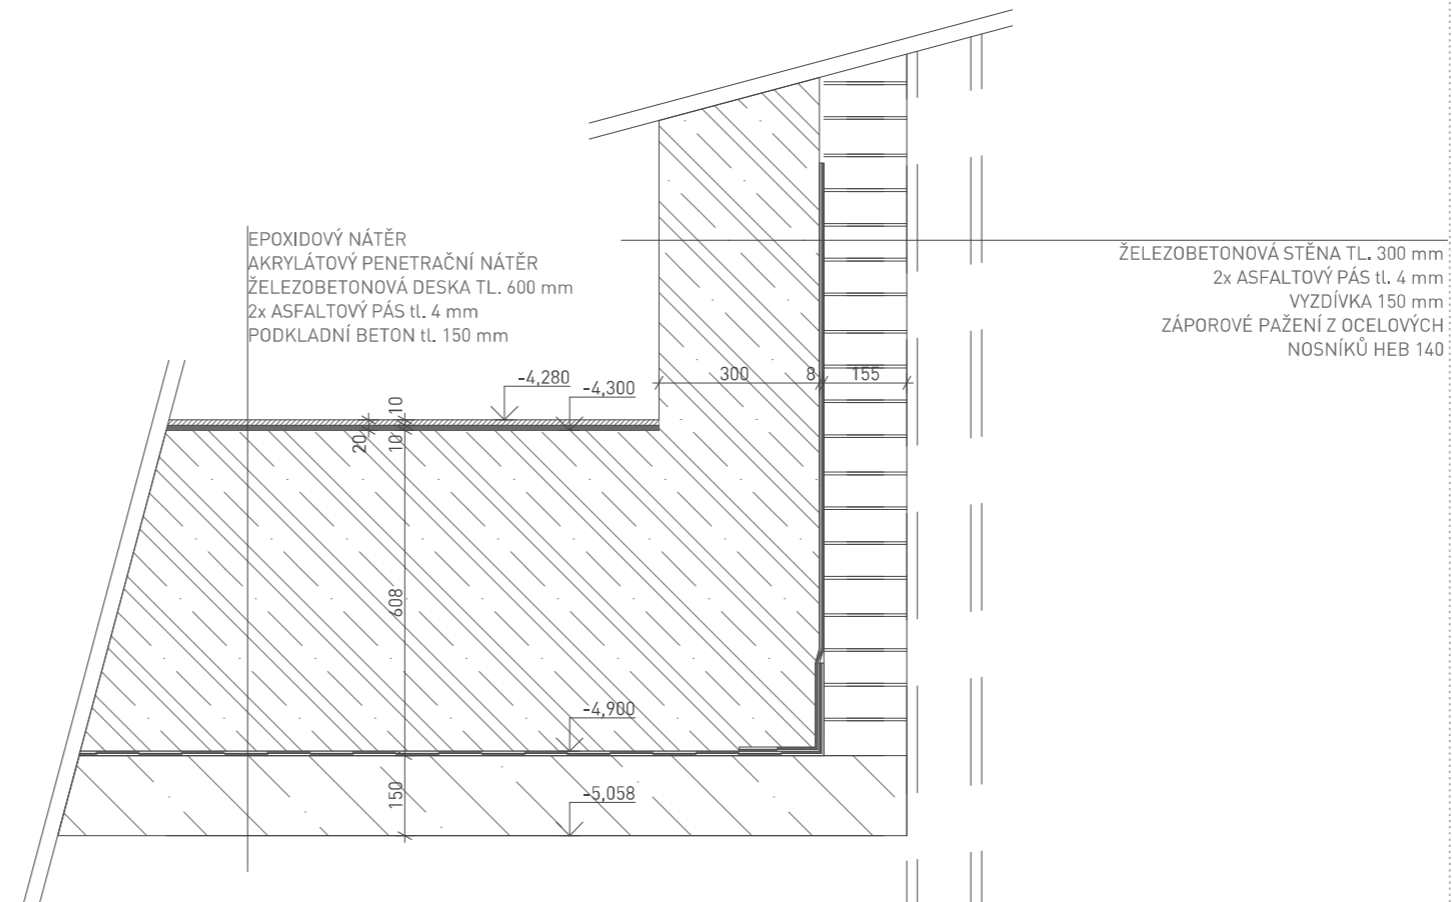 EPOXIDOVÝ NÁTĚR
AKRYLÁTOVÝ PENETRAČNÍ NÁTĚR
ŽELEZOBETONOVÁ DESKA TL. 600 mm
2x ASFALTOVÝ PÁS tl. 4 mm
PODKLADNÍ BETON tl. 150 mm
ŽELEZOBETONOVÁ STĚNA TL. 300 mm
2x ASFALTOVÝ PÁS tl. 4 mm
VYZDÍVKA 150 mm
ZÁPOROVÉ PAŽENÍ Z OCELOVÝCH
NOSNÍKŮ HEB 140
300
8
155
-4,280
-4,300
10
20
10
608
-4,900
150
-5,058